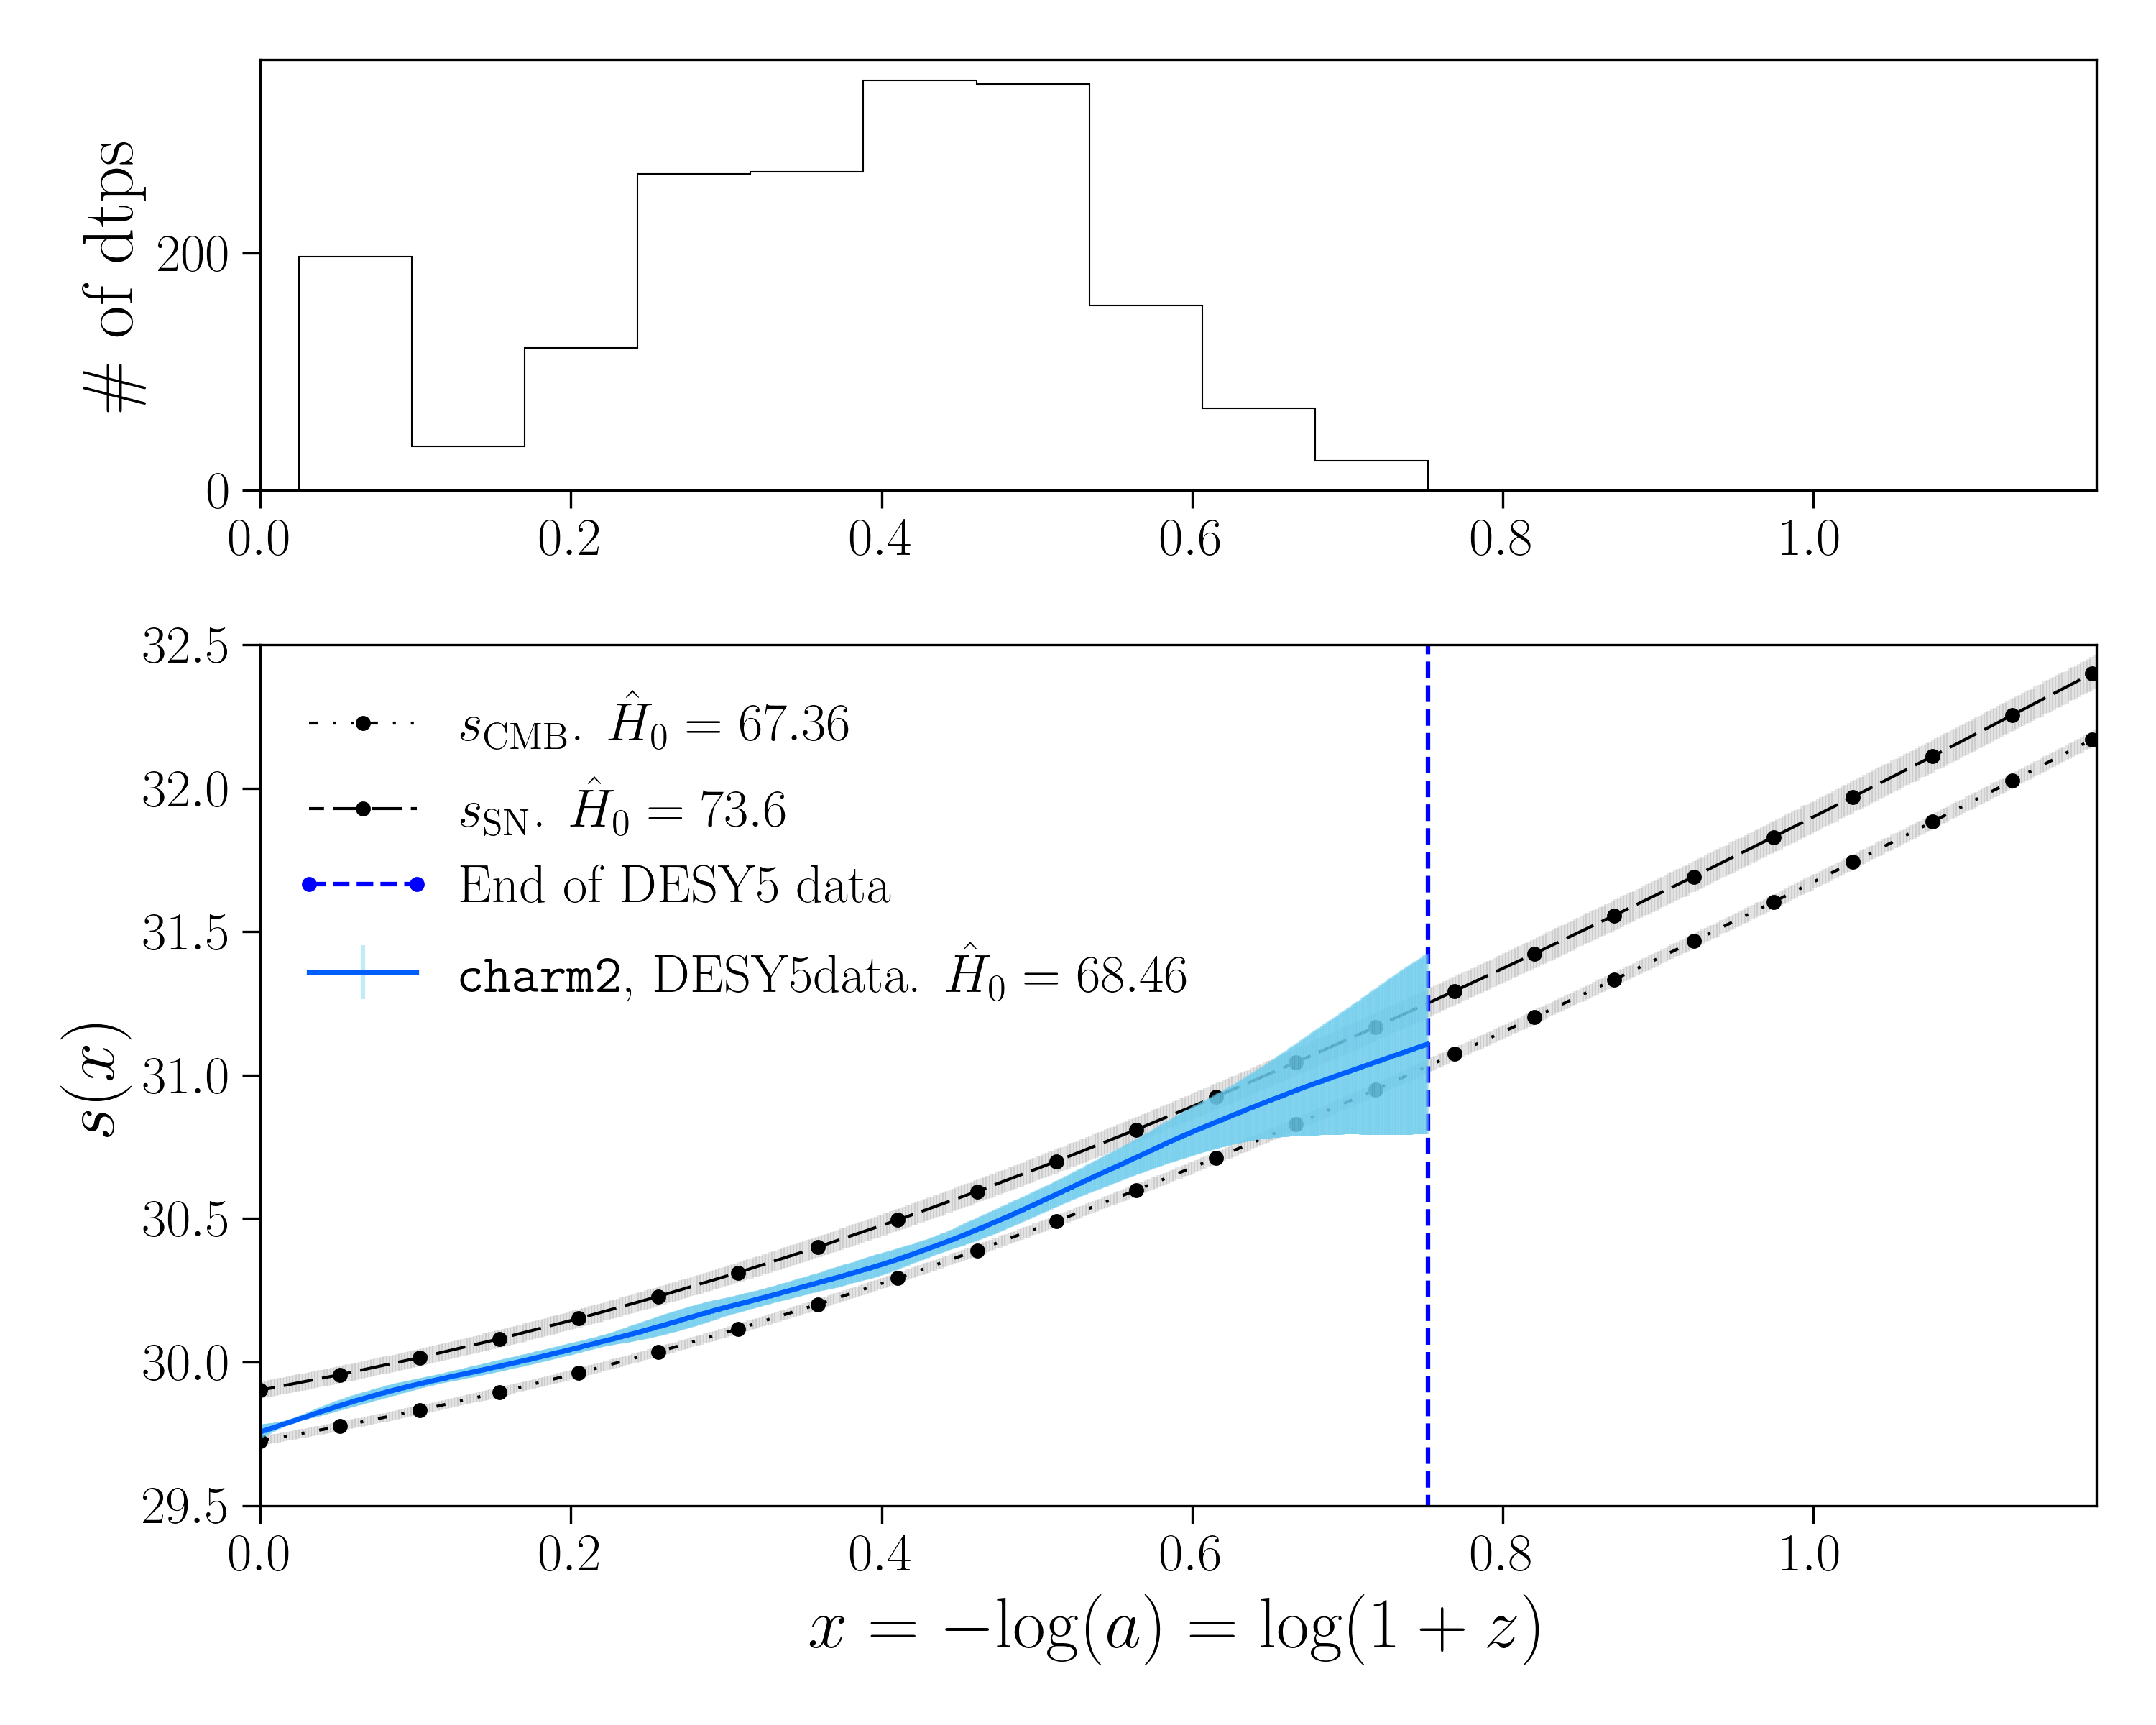 # of dtps
200
0
0.0 0.2 0.4 0.6 0.8 1.0
s(x)
32.5
32.0
31.5
31.0
30.5
30.0
29.5
s_CMB. Ĥ_0 = 67.36
s_SN. Ĥ_0 = 73.6
End of DESY5 data
charm2, DESY5data. Ĥ_0 = 68.46
0.0 0.2 0.4 0.6 0.8 1.0
x = −log(a) = log(1 + z)